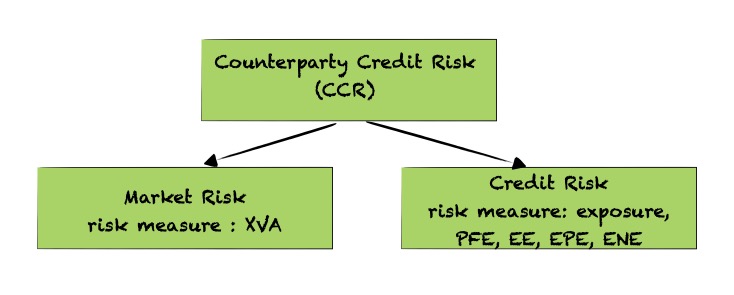 Counterparty Credit Risk
(CCR)
Market Risk
risk measure : XVA
Credit Risk
risk measure: exposure,
PFE, EE, EPE, ENE